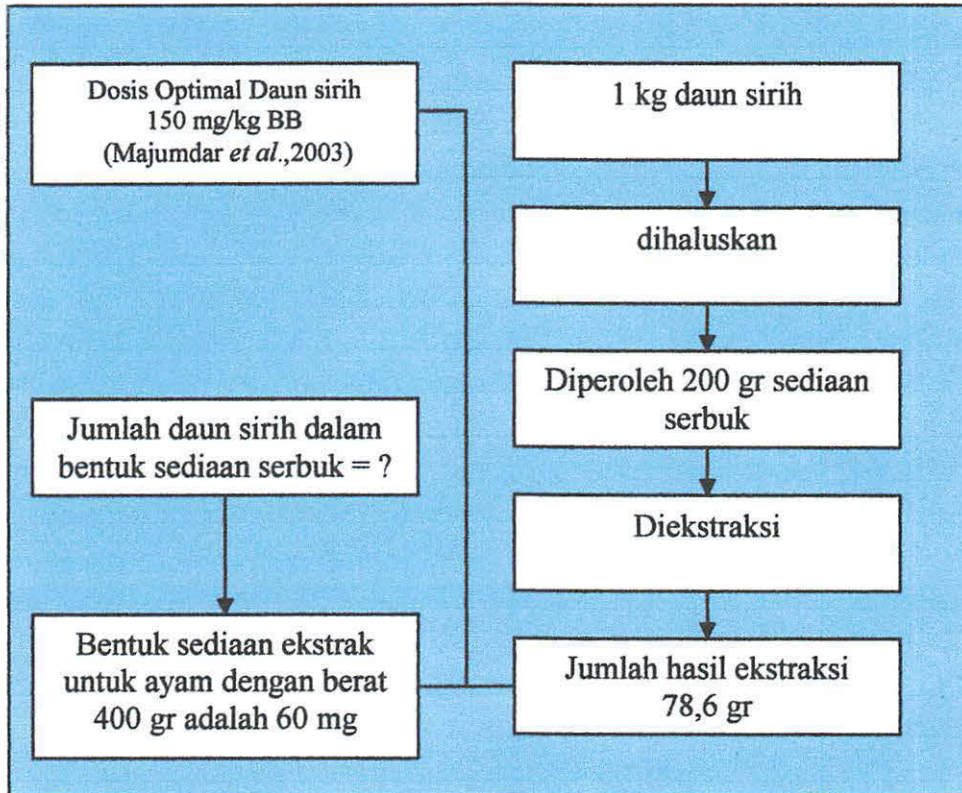 Dosis Optimal Daun sirih
150 mg/kg BB
(Majumdar et al.,2003)
Jumlah daun sirih dalam
bentuk sediaan serbuk = ?
Bentuk sediaan ekstrak
untuk ayam dengan berat
400 gr adalah 60 mg
1 kg daun sirih
dihaluskan
Diperoleh 200 gr sediaan
serbuk
Diekstraksi
Jumlah hasil ekstraksi
78,6 gr